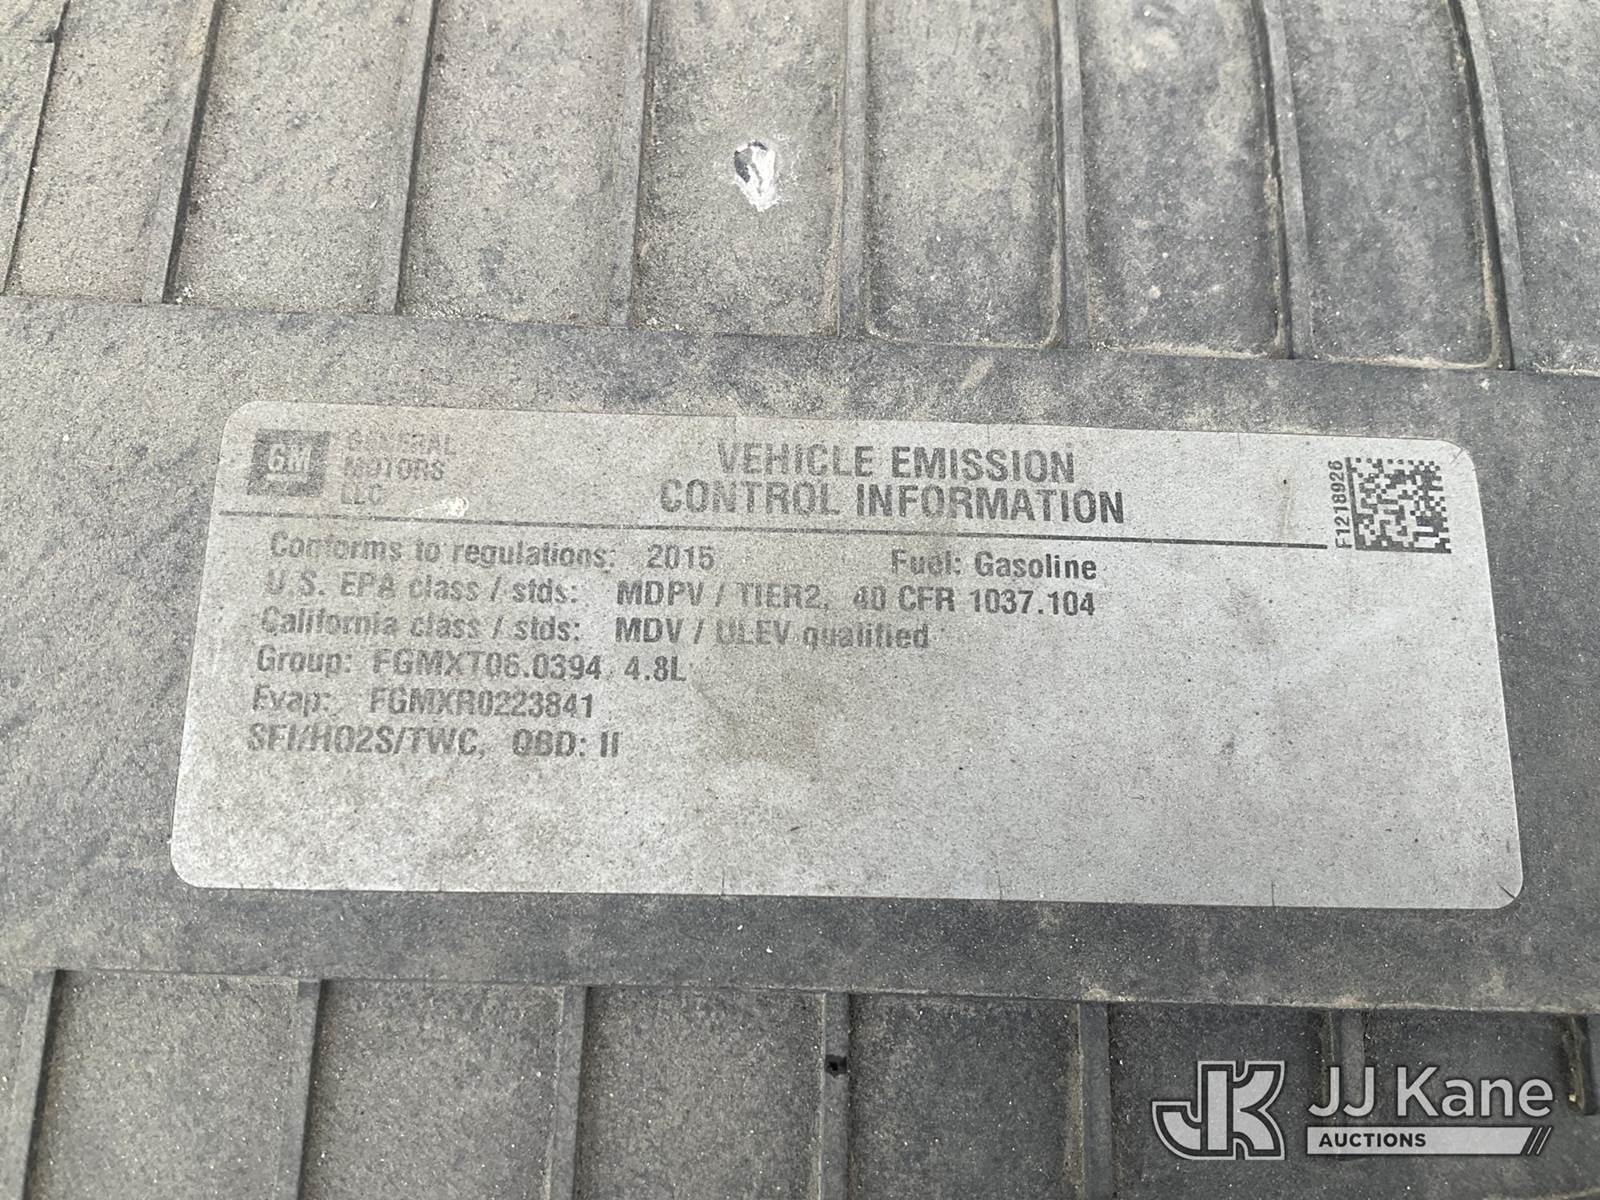 GM
GENERAL
MOTORS
LLC
VEHICLE EMISSION
CONTROL INFORMATION
F1218926
Conforms to regulations: 2015 Fuel: Gasoline
U.S. EPA class / stds: MDPV / TIER2, 40 CFR 1037.104
California class / stds: MDV / ULEV qualified
Group: FGMXT06.0394 4.8L
Evap: FGMXR0223841
SFI/HO2S/TWC, OBD: II
JK JJ Kane
AUCTIONS